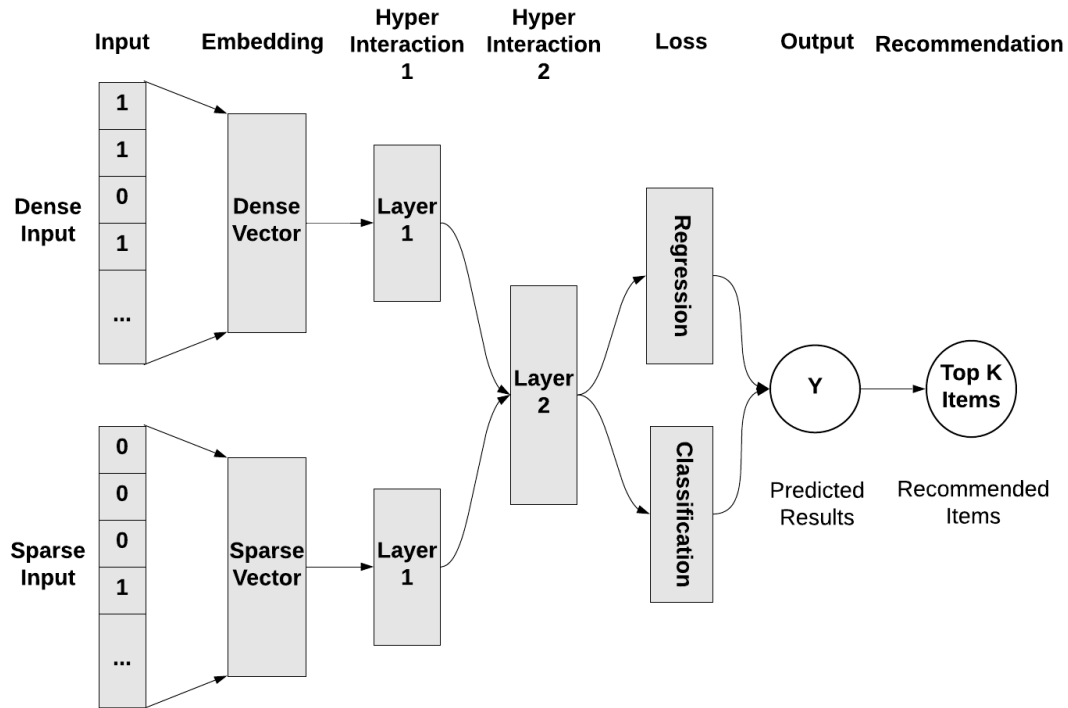 Input
Embedding
Hyper
Interaction
1
Hyper
Interaction
2
Loss
Output
Recommendation
Dense
Input
1
1
0
1
...
Dense
Vector
Layer
1
Sparse
Input
0
0
0
1
...
Sparse
Vector
Layer
1
Layer
2
Regression
Classification
Y
Predicted
Results
Top K
Items
Recommended
Items